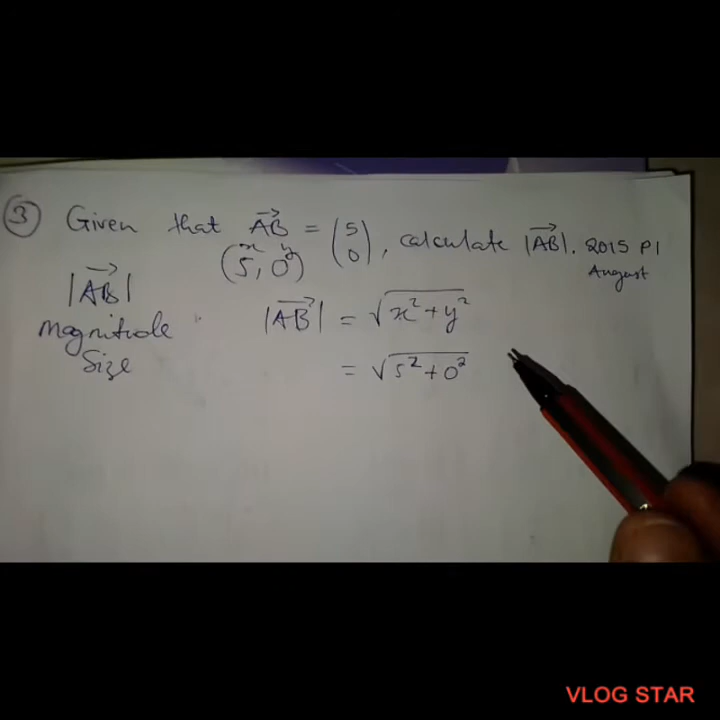 ③ Given that →AB = (5 0), calculate |→AB|. 2015 P1
August
x y
(5, 0)
|→AB|
magnitude
Size
|→AB| = √x²+y²
= √5²+0²
VLOG STAR